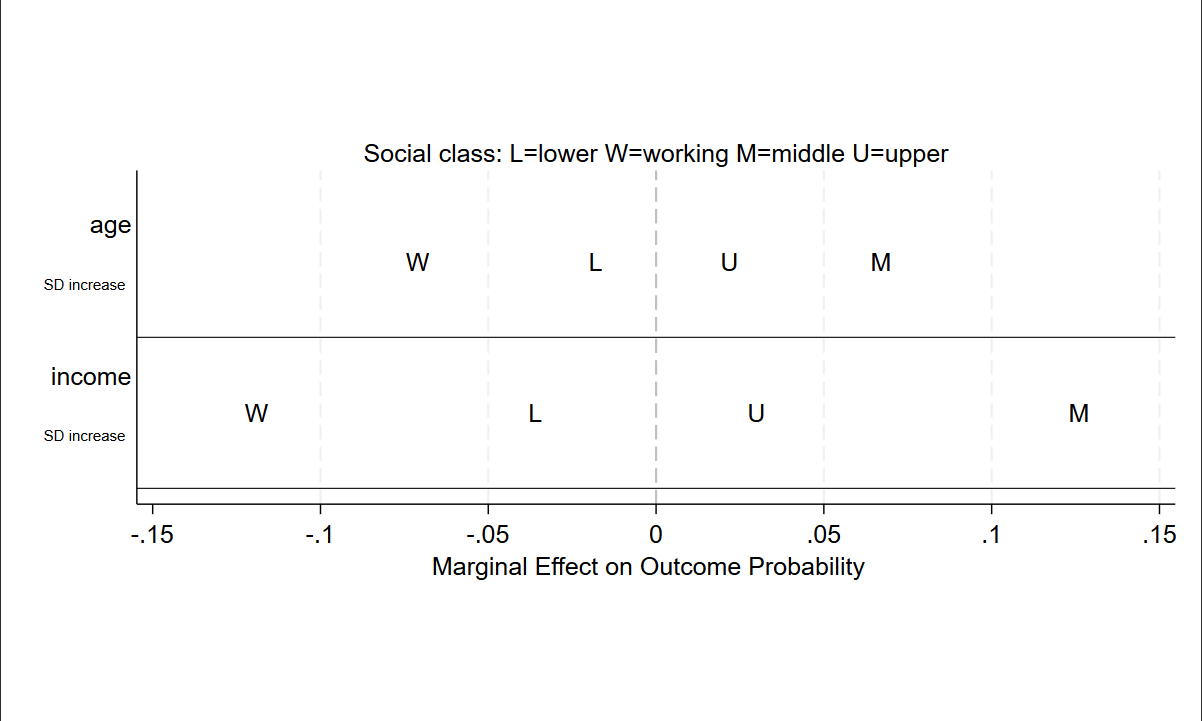 Social class: L=lower W=working M=middle U=upper
age
W L U M
SD increase
income
W L U M
SD increase
-.15 -.1 -.05 0 .05 .1 .15
Marginal Effect on Outcome Probability